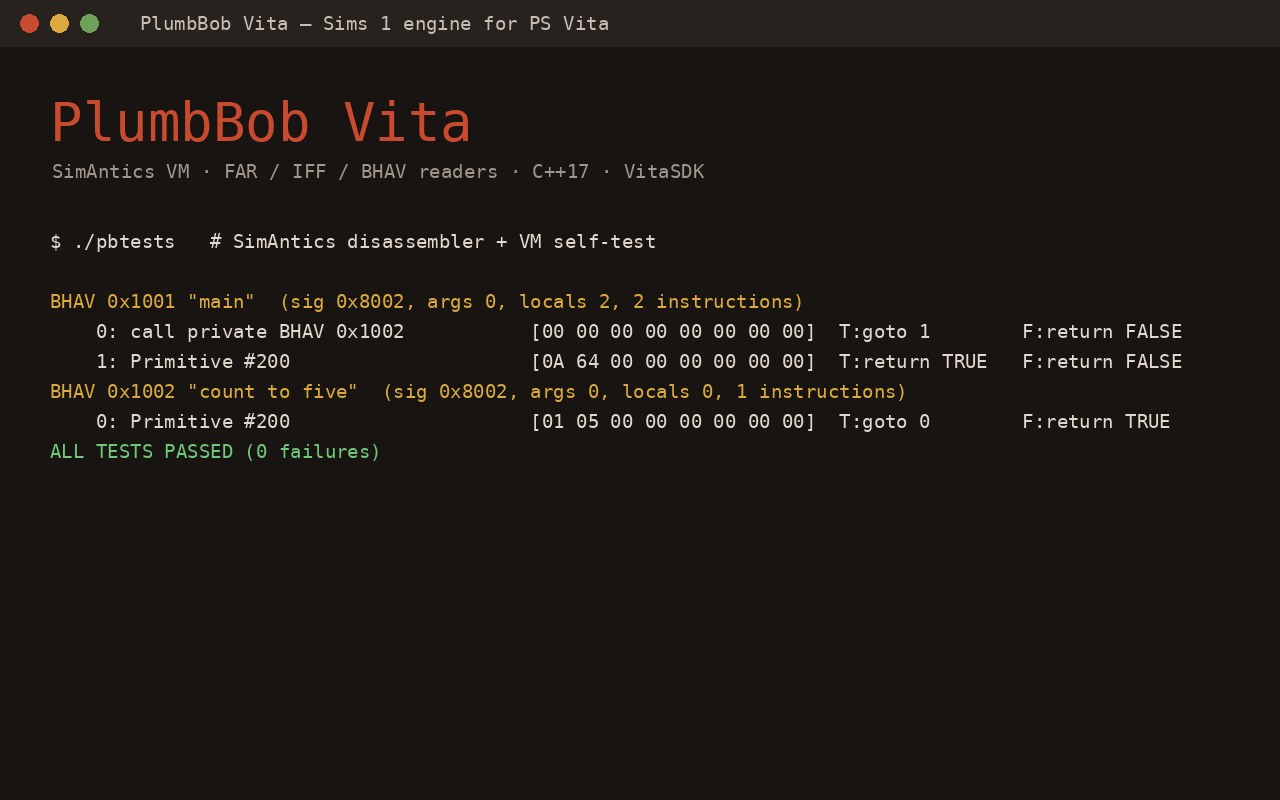 PlumbBob Vita — Sims 1 engine for PS Vita
PlumbBob Vita
SimAntics VM · FAR / IFF / BHAV readers · C++17 · VitaSDK
$ ./pbtests   # SimAntics disassembler + VM self-test
BHAV 0x1001 "main"  (sig 0x8002, args 0, locals 2, 2 instructions)
    0: call private BHAV 0x1002           [00 00 00 00 00 00 00 00]  T:goto 1        F:return FALSE
    1: Primitive #200                     [0A 64 00 00 00 00 00 00]  T:return TRUE   F:return FALSE
BHAV 0x1002 "count to five"  (sig 0x8002, args 0, locals 0, 1 instructions)
    0: Primitive #200                     [01 05 00 00 00 00 00 00]  T:goto 0        F:return TRUE
ALL TESTS PASSED (0 failures)